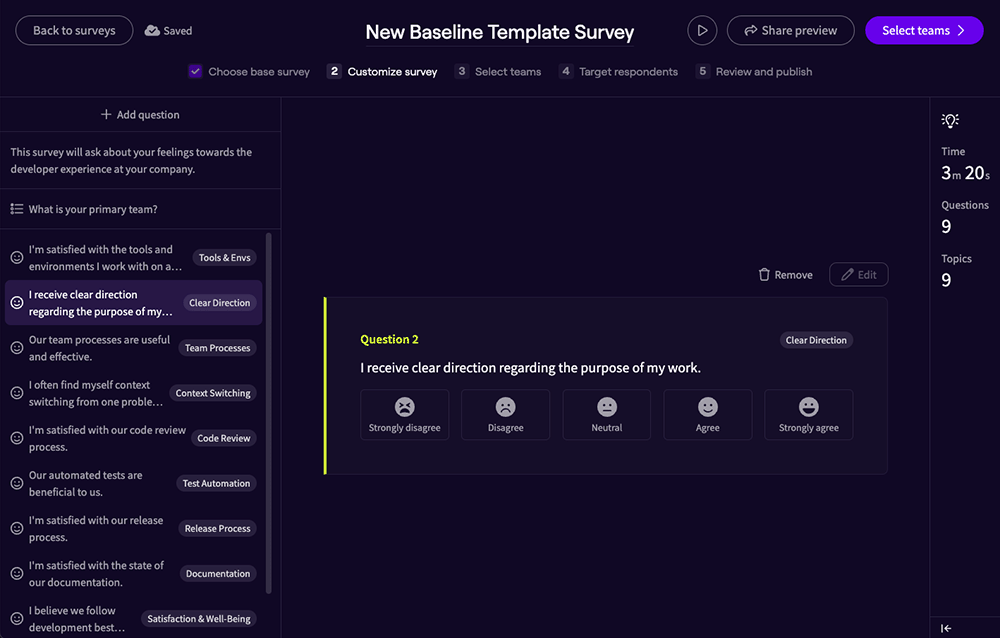 Back to surveys
Saved
New Baseline Template Survey
Share preview
Select teams
Choose base survey
2 Customize survey
3 Select teams
4 Target respondents
5 Review and publish
Add question
This survey will ask about your feelings towards the
developer experience at your company.
What is your primary team?
I'm satisfied with the tools and
environments I work with on a...
Tools & Envs
I receive clear direction
regarding the purpose of my...
Clear Direction
Our team processes are useful
and effective.
Team Processes
I often find myself context
switching from one proble...
Context Switching
I'm satisfied with our code review
process.
Code Review
Our automated tests are
beneficial to us.
Test Automation
I'm satisfied with our release
process.
Release Process
I'm satisfied with the state of
our documentation.
Documentation
I believe we follow
development best...
Satisfaction & Well-Being
Remove
Edit
Question 2
Clear Direction
I receive clear direction regarding the purpose of my work.
Strongly disagree
Disagree
Neutral
Agree
Strongly agree
Time
3m 20s
Questions
9
Topics
9